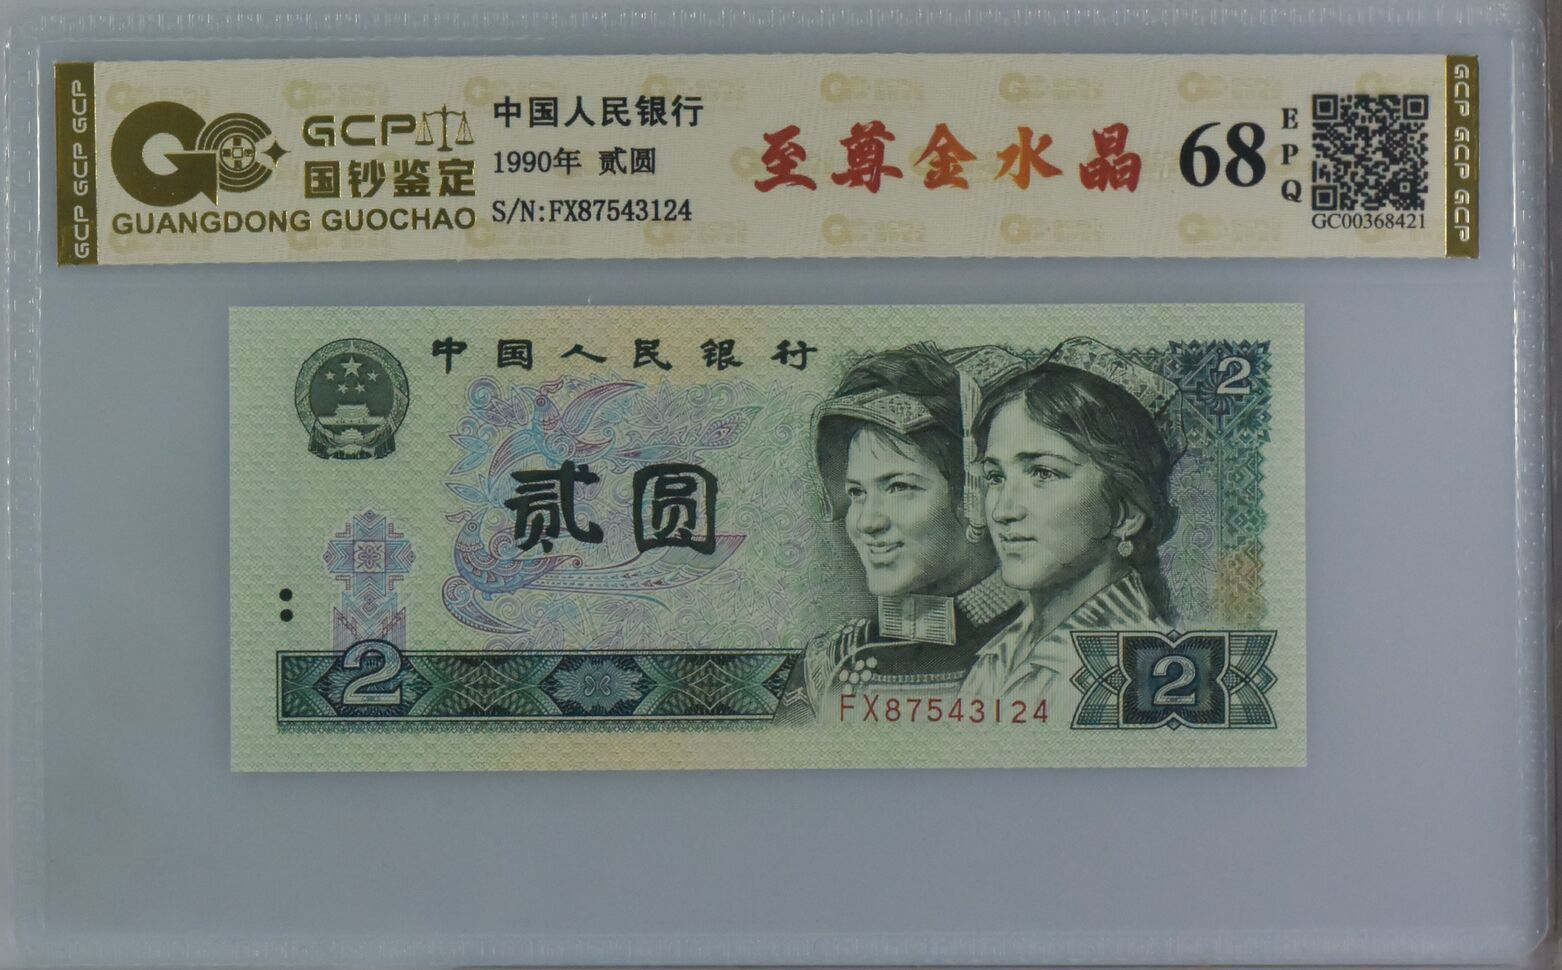 GCP GCP GCP
GCP
国钞鉴定
GUANGDONG GUOCHAO
中国人民银行
1990年 贰圆
S/N:FX87543124
至尊金水晶
68
EPQ
GC00368421
GCP GCP GCP
中国人民银行
2
贰圆
2
FX87543124
2